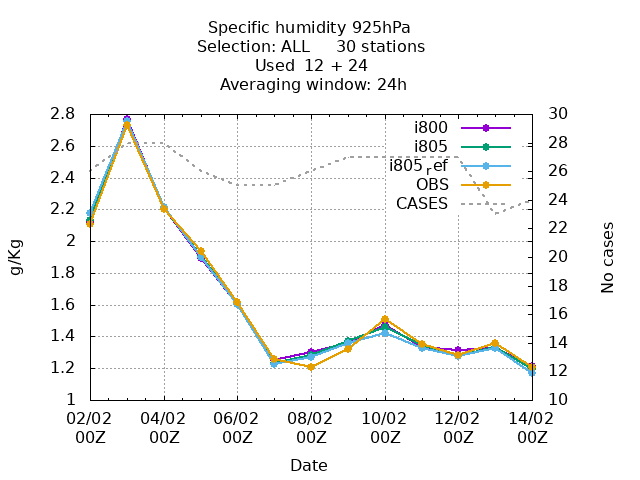 Specific humidity 925hPa
Selection: ALL 30 stations
Used 12 + 24
Averaging window: 24h
g/Kg
No cases
2.8
2.6
2.4
2.2
2
1.8
1.6
1.4
1.2
1
30
28
26
24
22
20
18
16
14
12
10
i800
i805
i805ref
OBS
CASES
02/02 04/02 06/02 08/02 10/02 12/02 14/02
00Z 00Z 00Z 00Z 00Z 00Z 00Z
Date